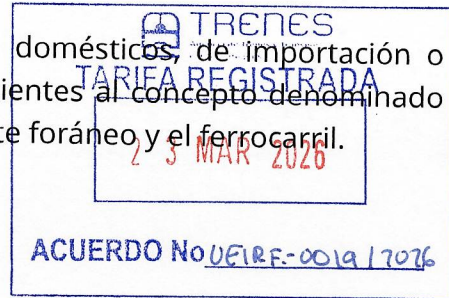 TRENES
domésticos, de importación o
TARIFA REGISTRADA
ientes al concepto denominado
te foráneo y el ferrocarril.
23 MAR 2026
ACUERDO No UEIRF.-0019/2026